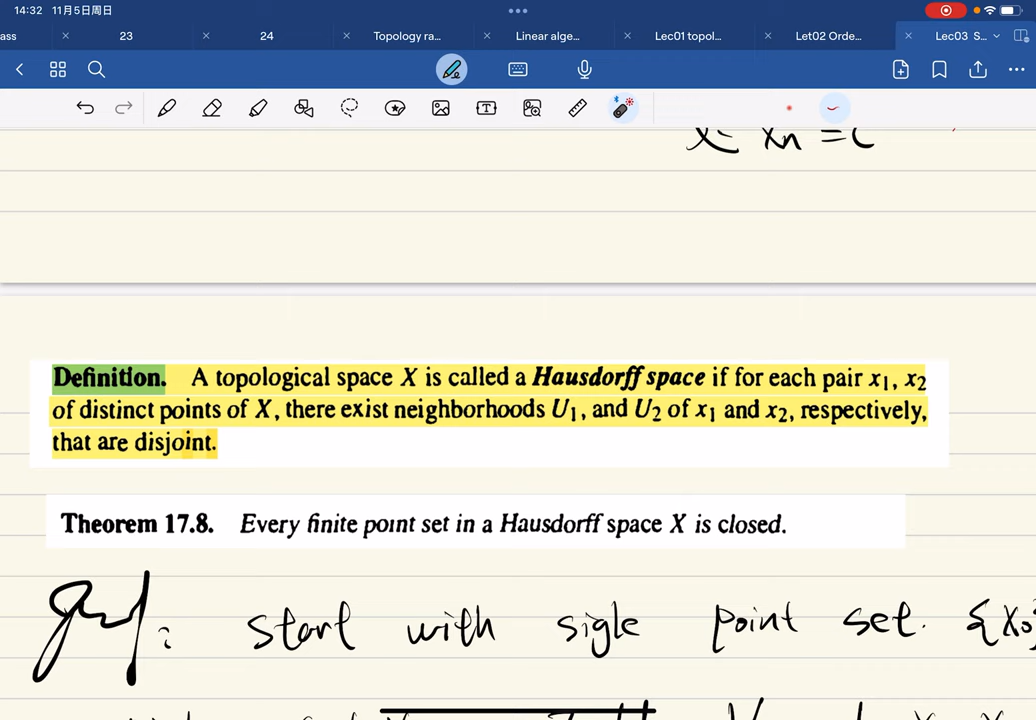 14:32 11月5日周日
ass
23
24
Topology ra...
Linear alge...
Lec01 topol...
Let02 Orde...
Lec03 S...
Definition. A topological space X is called a Hausdorff space if for each pair x₁, x₂
of distinct points of X, there exist neighborhoods U₁, and U₂ of x₁ and x₂, respectively,
that are disjoint.
Theorem 17.8. Every finite point set in a Hausdorff space X is closed.
start with sigle point set. {X₀